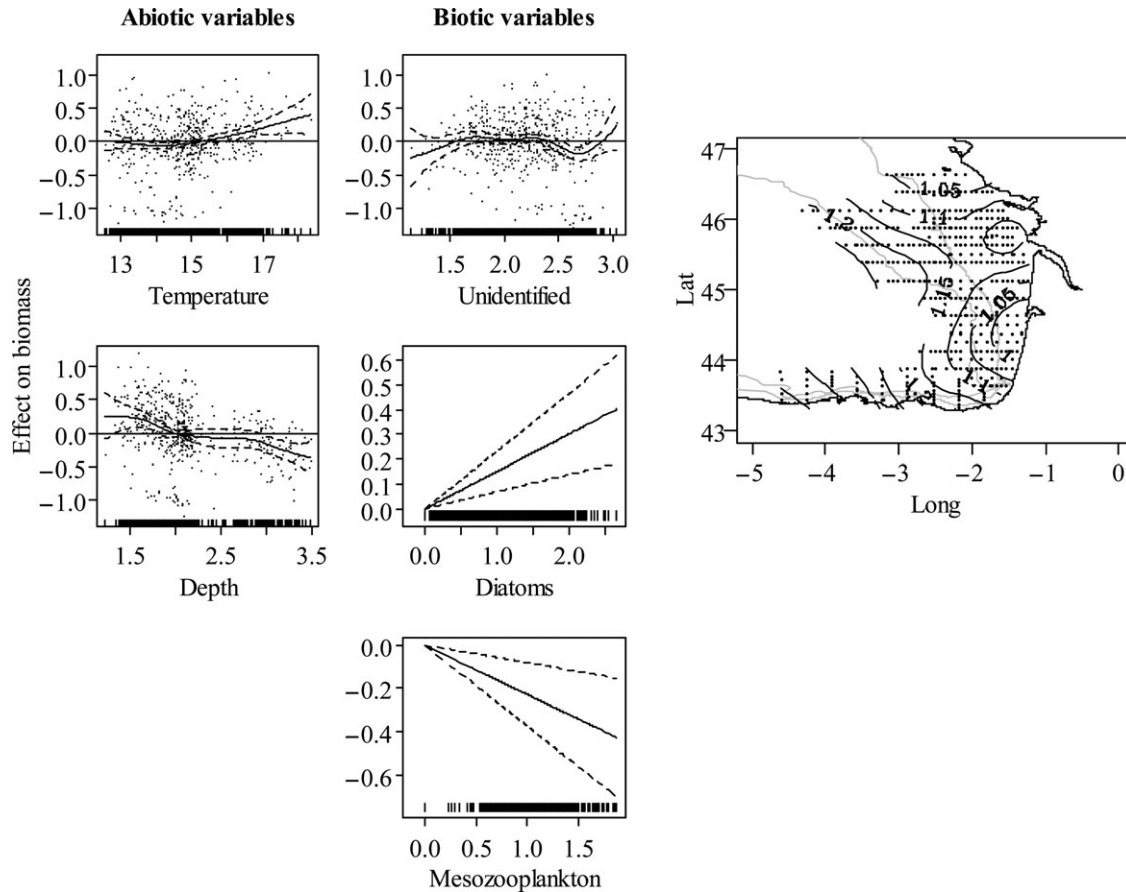 Abiotic variables Biotic variables
1.0 1.0
0.5 0.5
0.0 0.0
−0.5 −0.5
−1.0 −1.0
13 15 17 1.5 2.0 2.5 3.0
Temperature Unidentified
Effect on biomass
1.0 0.6
0.5 0.5
0.0 0.4
−0.5 0.3
−1.0 0.2
0.1
0.0
1.5 2.5 3.5 0.0 1.0 2.0
Depth Diatoms
0.0
−0.2
−0.4
−0.6
0.0 0.5 1.0 1.5
Mesozooplankton
47
46
45
44
43
Lat
1.05
1.1
1.2
1.05
−5 −4 −3 −2 −1 0
Long